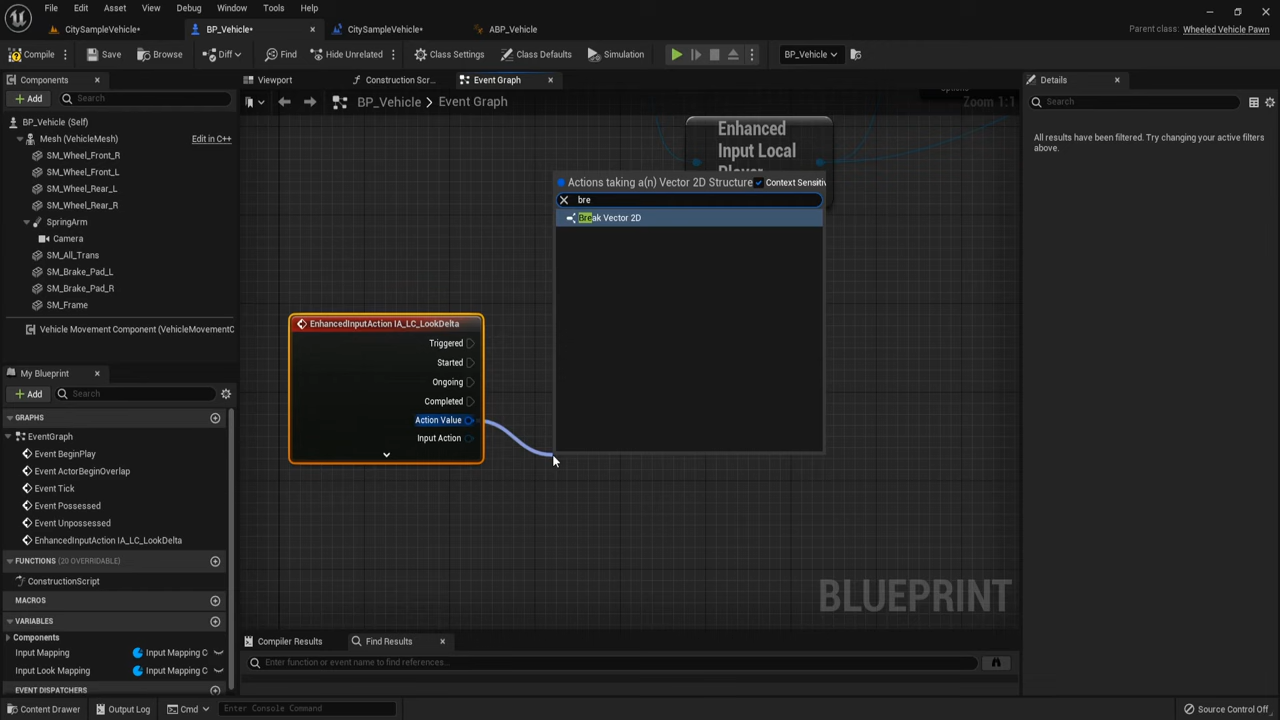 File Edit Asset View Debug Window Tools Help
CitySampleVehicle*
BP_Vehicle*
CitySampleVehicle*
ABP_Vehicle
Parent class: Wheeled Vehicle Pawn
Compile
Save
Browse
Diff
Find
Hide Unrelated
Class Settings
Class Defaults
Simulation
BP_Vehicle
Components
Viewport
Construction Scr...
Event Graph
Details
Add
Search
BP_Vehicle > Event Graph
Zoom 1:1
Search
BP_Vehicle (Self)
Mesh (VehicleMesh)
Edit in C++
SM_Wheel_Front_R
SM_Wheel_Front_L
SM_Wheel_Rear_L
SM_Wheel_Rear_R
SpringArm
Camera
SM_All_Trans
SM_Brake_Pad_L
SM_Brake_Pad_R
SM_Frame
Vehicle Movement Component (VehicleMovementC
All results have been filtered. Try changing your active filters
above.
Enhanced
Input Local
Actions taking a(n) Vector 2D Structure
Context Sensitiv
bre
Break Vector 2D
EnhancedInputAction IA_LC_LookDelta
Triggered
Started
Ongoing
Completed
Action Value
Input Action
BLUEPRINT
My Blueprint
Add
Search
GRAPHS
EventGraph
Event BeginPlay
Event ActorBeginOverlap
Event Tick
Event Possessed
Event Unpossessed
EnhancedInputAction IA_LC_LookDelta
FUNCTIONS (20 OVERRIDABLE)
ConstructionScript
MACROS
VARIABLES
Components
Input Mapping
Input Mapping C
Input Look Mapping
Input Mapping C
EVENT DISPATCHERS
Compiler Results
Find Results
Enter function or event name to find references...
Content Drawer
Output Log
Cmd
Enter Console Command
Source Control Off